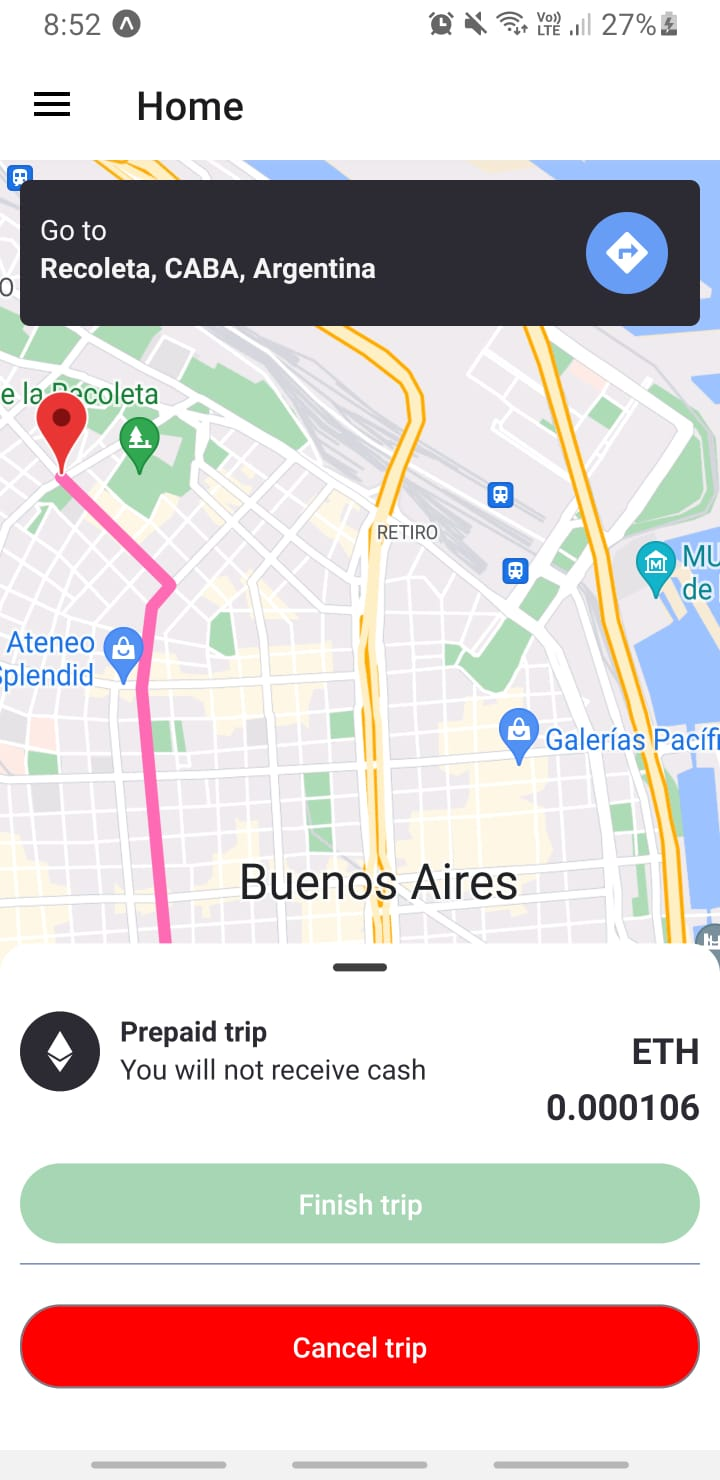 8:52
Vo))
LTE
27%
Home
Go to
Recoleta, CABA, Argentina
O
e la Recoleta
RETIRO
MU
de
Ateneo
Splendid
Galerías Pacífi
Buenos Aires
Prepaid trip
You will not receive cash
ETH
0.000106
Finish trip
Cancel trip